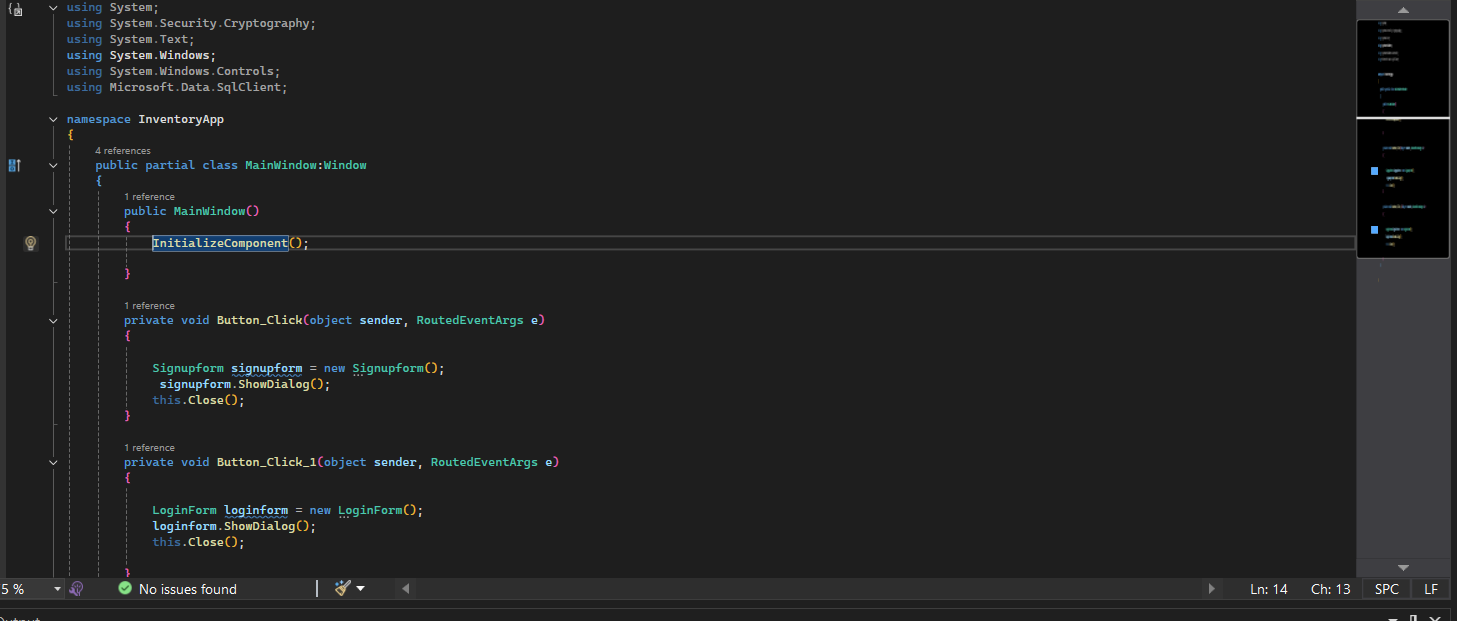 using System;
using System.Security.Cryptography;
using System.Text;
using System.Windows;
using System.Windows.Controls;
using Microsoft.Data.SqlClient;
namespace InventoryApp
{
4 references
public partial class MainWindow:Window
{
1 reference
public MainWindow()
{
InitializeComponent();
}
1 reference
private void Button_Click(object sender, RoutedEventArgs e)
{
Signupform signupform = new Signupform();
signupform.ShowDialog();
this.Close();
}
1 reference
private void Button_Click_1(object sender, RoutedEventArgs e)
{
LoginForm loginform = new LoginForm();
loginform.ShowDialog();
this.Close();
}
5 % No issues found Ln: 14 Ch: 13 SPC LF